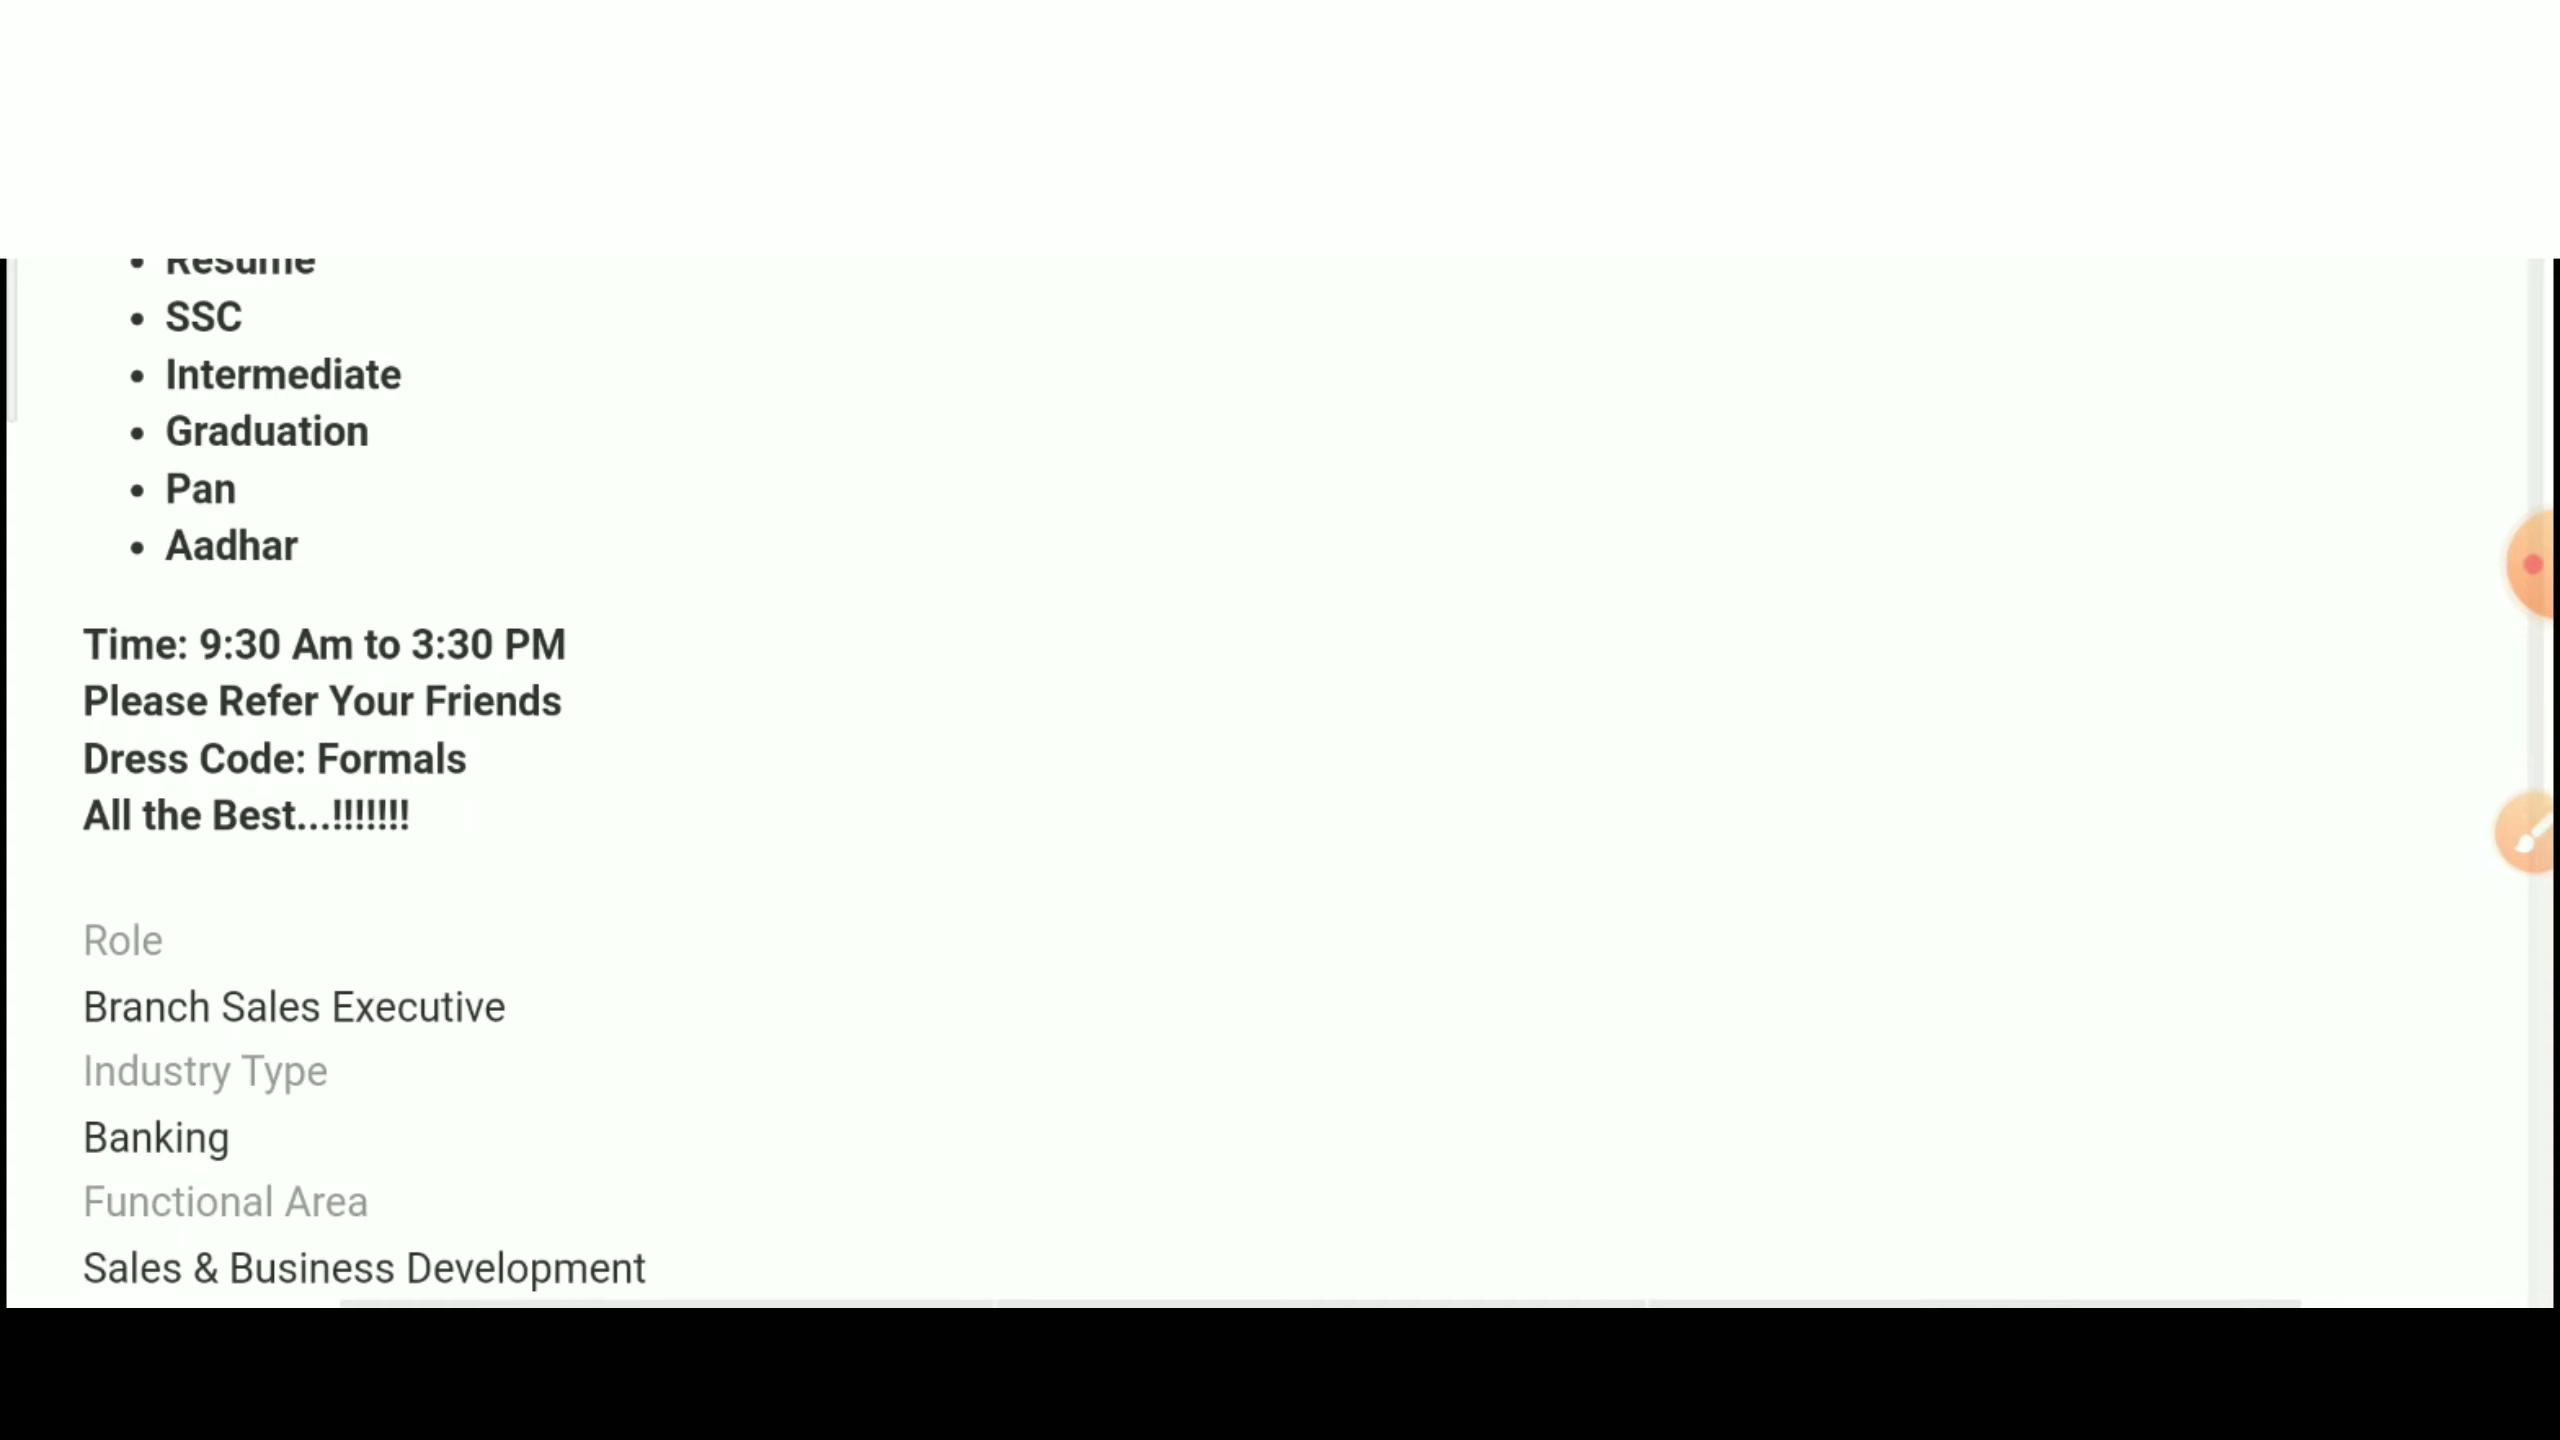 Resume
SSC
Intermediate
Graduation
Pan
Aadhar
Time: 9:30 Am to 3:30 PM
Please Refer Your Friends
Dress Code: Formals
All the Best...!!!!!!!
Role
Branch Sales Executive
Industry Type
Banking
Functional Area
Sales & Business Development